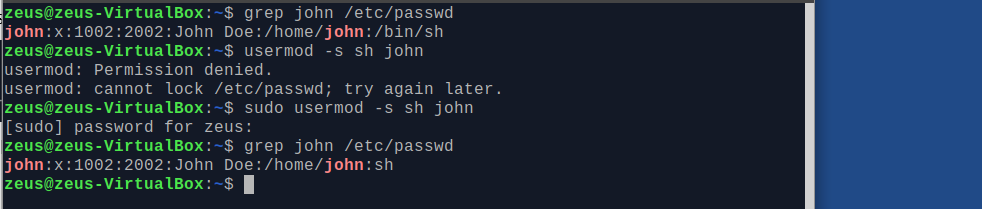 zeus@zeus-VirtualBox:~$ grep john /etc/passwd
john:x:1002:2002:John Doe:/home/john:/bin/sh
zeus@zeus-VirtualBox:~$ usermod -s sh john
usermod: Permission denied.
usermod: cannot lock /etc/passwd; try again later.
zeus@zeus-VirtualBox:~$ sudo usermod -s sh john
[sudo] password for zeus:
zeus@zeus-VirtualBox:~$ grep john /etc/passwd
john:x:1002:2002:John Doe:/home/john:sh
zeus@zeus-VirtualBox:~$